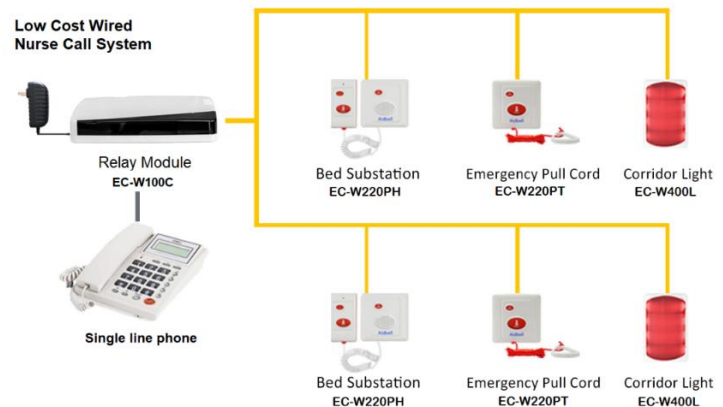 Low Cost Wired
Nurse Call System
Relay Module
EC-W100C
Single line phone
Bed Substation
EC-W220PH
Emergency Pull Cord
EC-W220PT
Corridor Light
EC-W400L
Bed Substation
EC-W220PH
Emergency Pull Cord
EC-W220PT
Corridor Light
EC-W400L